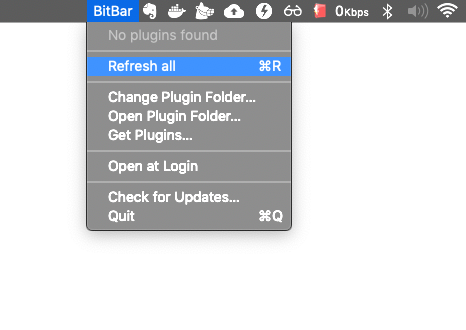 BitBar
0Kbps
No plugins found
Refresh all ⌘R
Change Plugin Folder...
Open Plugin Folder...
Get Plugins...
Open at Login
Check for Updates...
Quit ⌘Q